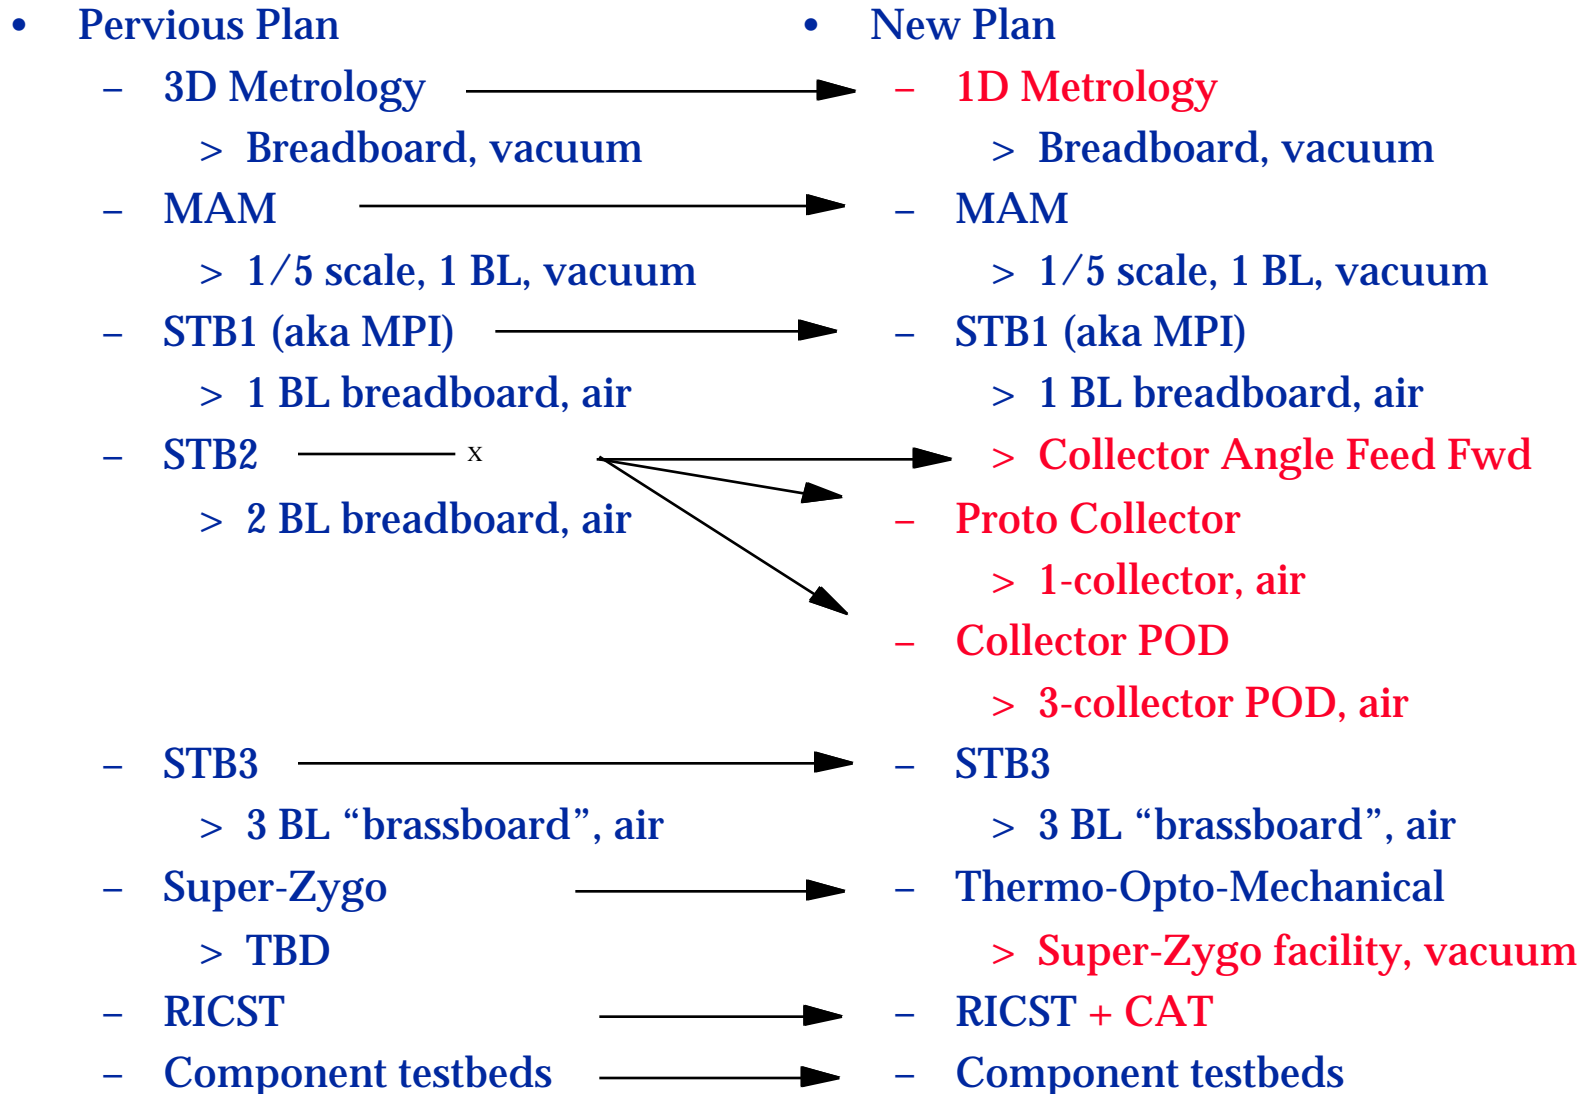 • Pervious Plan
– 3D Metrology
> Breadboard, vacuum
– MAM
> 1/5 scale, 1 BL, vacuum
– STB1 (aka MPI)
> 1 BL breadboard, air
– STB2 x
> 2 BL breadboard, air
– STB3
> 3 BL “brassboard”, air
– Super-Zygo
> TBD
– RICST
– Component testbeds
• New Plan
– 1D Metrology
> Breadboard, vacuum
– MAM
> 1/5 scale, 1 BL, vacuum
– STB1 (aka MPI)
> 1 BL breadboard, air
> Collector Angle Feed Fwd
– Proto Collector
> 1-collector, air
– Collector POD
> 3-collector POD, air
– STB3
> 3 BL “brassboard”, air
– Thermo-Opto-Mechanical
> Super-Zygo facility, vacuum
– RICST + CAT
– Component testbeds